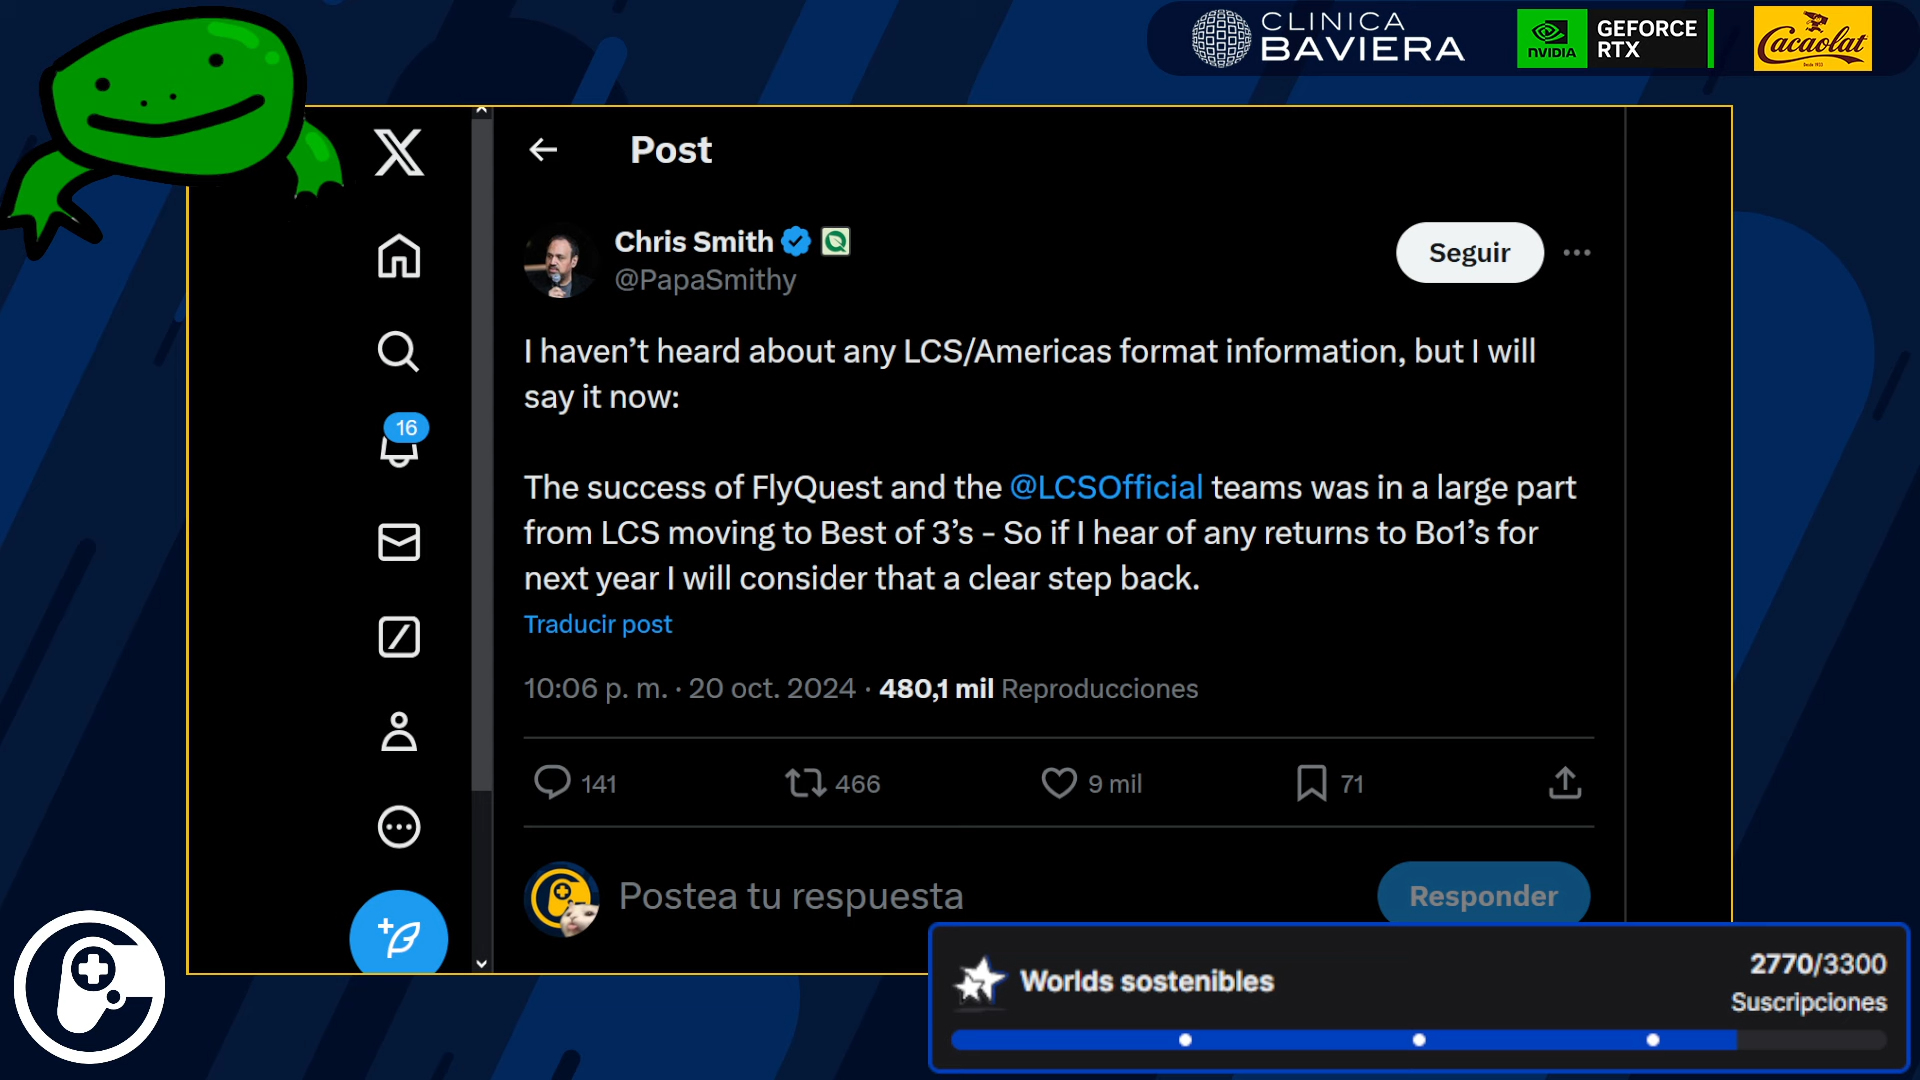 CLINICA
BAVIERA
NVIDIA
GEFORCE
RTX
Cacaolat
Post
Chris Smith
@PapaSmithy
Seguir
16
I haven’t heard about any LCS/Americas format information, but I will
say it now:
The success of FlyQuest and the @LCSOfficial teams was in a large part
from LCS moving to Best of 3’s - So if I hear of any returns to Bo1’s for
next year I will consider that a clear step back.
Traducir post
10:06 p. m. · 20 oct. 2024 · 480,1 mil Reproducciones
141
466
9 mil
71
Postea tu respuesta
Responder
Worlds sostenibles
2770/3300
Suscripciones